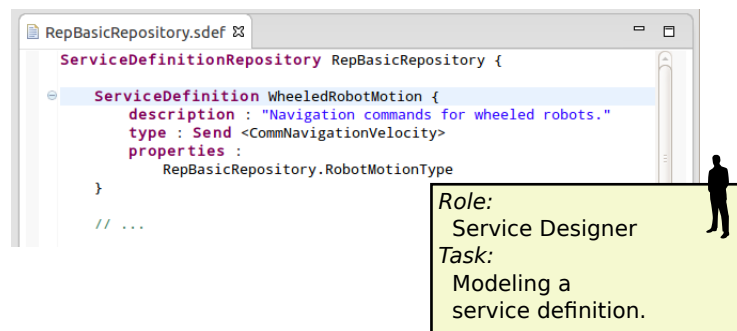 RepBasicRepository.sdef
ServiceDefinitionRepository RepBasicRepository {
ServiceDefinition WheeledRobotMotion {
description : "Navigation commands for wheeled robots."
type : Send <CommNavigationVelocity>
properties :
RepBasicRepository.RobotMotionType
}
// ...
Role:
Service Designer
Task:
Modeling a
service definition.